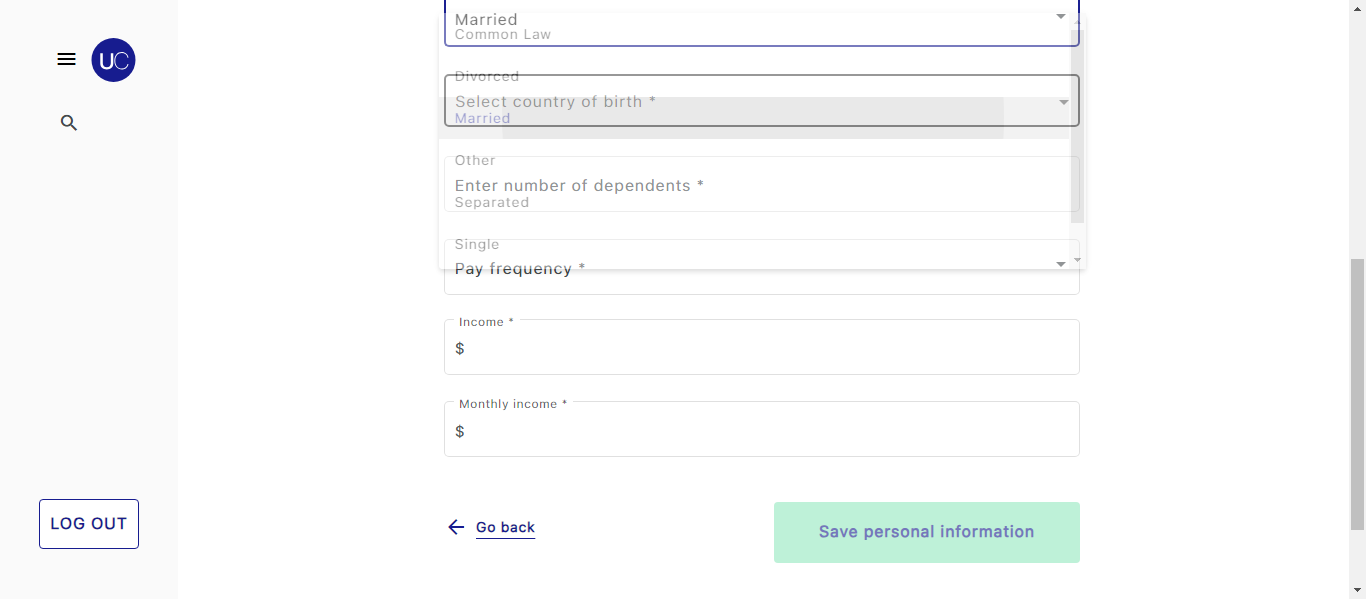 Married
Common Law
UC
Divorced
Select country of birth *
Married
Other
Enter number of dependents *
Separated
Single
Pay frequency *
Income *
$
Monthly income *
$
LOG OUT
Go back
Save personal information